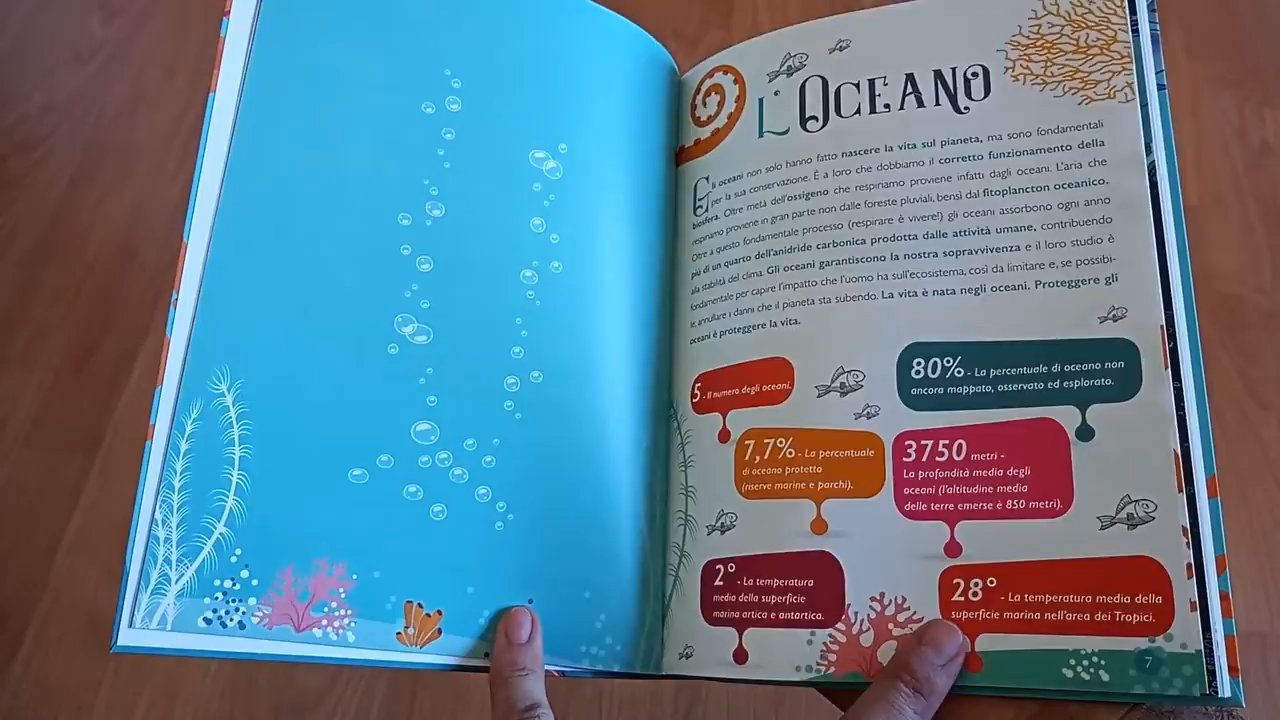 L'Oceano
Gli oceani non solo hanno fatto nascere la vita sul pianeta, ma sono fondamentali
per la sua conservazione. È a loro che dobbiamo il corretto funzionamento della
biosfera. Oltre metà dell'ossigeno che respiriamo proviene infatti dagli oceani. L'aria che
respiriamo proviene in gran parte non dalle foreste pluviali, bensì dal fitoplancton oceanico.
Oltre a questo fondamentale processo (respirare è vivere!) gli oceani assorbono ogni anno
più di un quarto dell'anidride carbonica prodotta dalle attività umane, contribuendo
alla stabilità del clima. Gli oceani garantiscono la nostra sopravvivenza e il loro studio è
fondamentale per capire l'impatto che l'uomo ha sull'ecosistema, così da limitare e, se possibi-
le, annullare i danni che il pianeta sta subendo. La vita è nata negli oceani. Proteggere gli
oceani è proteggere la vita.
5 - Il numero degli oceani.
80% - La percentuale di oceano non
ancora mappato, osservato ed esplorato.
7,7% - La percentuale
di oceano protetto
(riserve marine e parchi).
3750 metri -
La profondità media degli
oceani (l'altitudine media
delle terre emerse è 850 metri).
2° - La temperatura
media della superficie
marina artica e antartica.
28° - La temperatura media della
superficie marina nell'area dei Tropici.
7